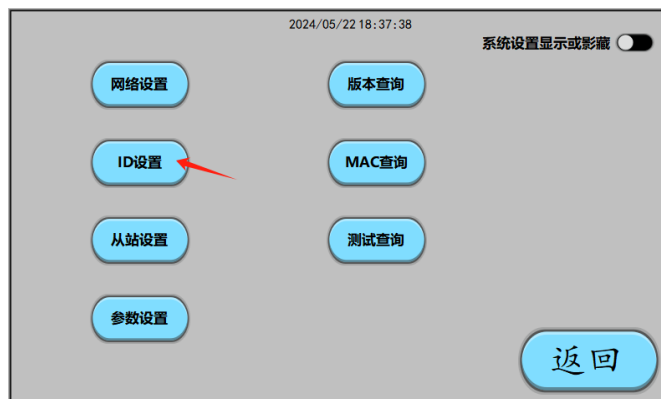 2024/05/22 18:37:38
系统设置显示或影藏
网络设置
版本查询
ID设置
MAC查询
从站设置
测试查询
参数设置
返回